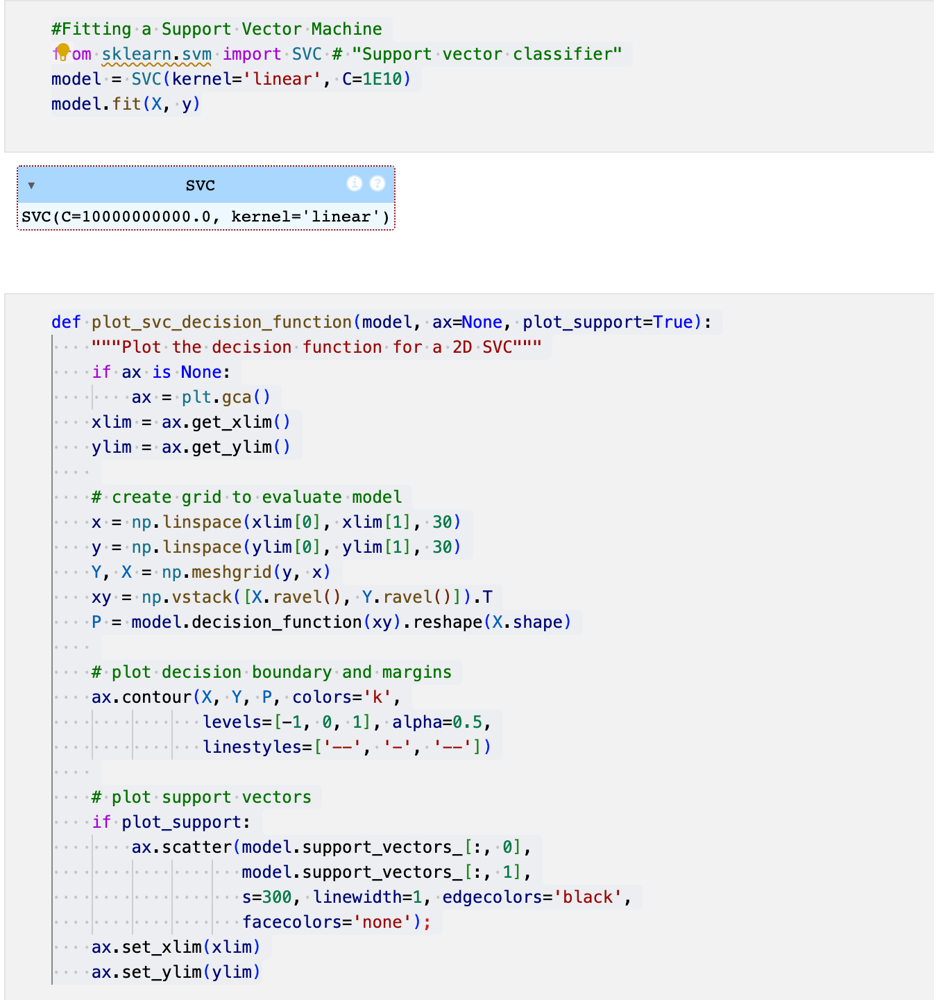 #Fitting a Support Vector Machine
from sklearn.svm import SVC # "Support vector classifier"
model = SVC(kernel='linear', C=1E10)
model.fit(X, y)
SVC
SVC(C=10000000000.0, kernel='linear')
def plot_svc_decision_function(model, ax=None, plot_support=True):
    """Plot the decision function for a 2D SVC"""
    if ax is None:
        ax = plt.gca()
    xlim = ax.get_xlim()
    ylim = ax.get_ylim()
    # create grid to evaluate model
    x = np.linspace(xlim[0], xlim[1], 30)
    y = np.linspace(ylim[0], ylim[1], 30)
    Y, X = np.meshgrid(y, x)
    xy = np.vstack([X.ravel(), Y.ravel()]).T
    P = model.decision_function(xy).reshape(X.shape)
    # plot decision boundary and margins
    ax.contour(X, Y, P, colors='k',
               levels=[-1, 0, 1], alpha=0.5,
               linestyles=['--', '-', '--'])
    # plot support vectors
    if plot_support:
        ax.scatter(model.support_vectors_[:, 0],
                   model.support_vectors_[:, 1],
                   s=300, linewidth=1, edgecolors='black',
                   facecolors='none');
    ax.set_xlim(xlim)
    ax.set_ylim(ylim)